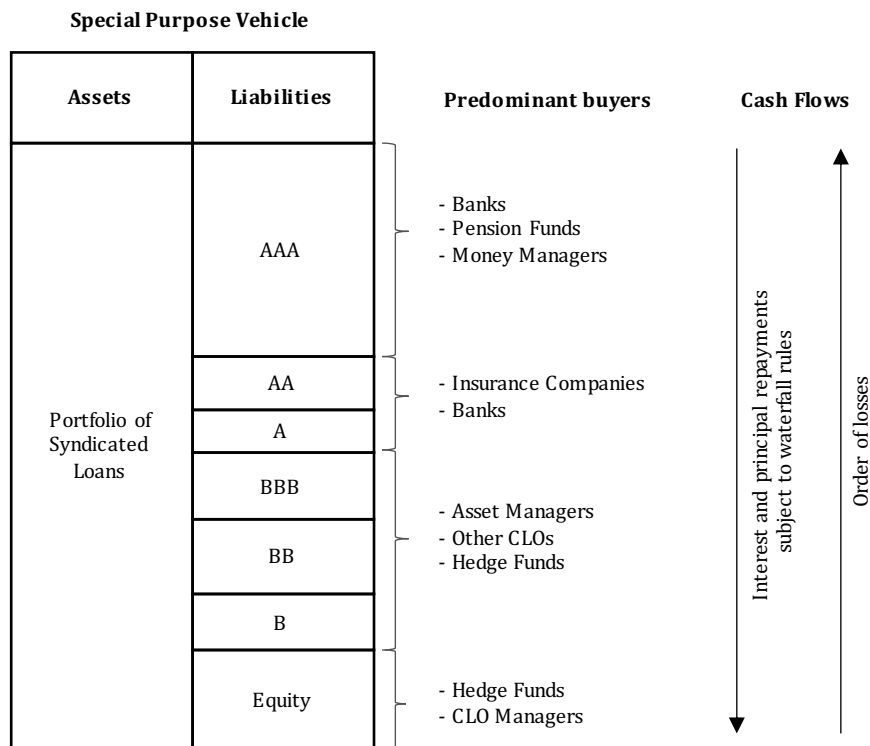 Special Purpose Vehicle
Assets
Liabilities
Predominant buyers
Cash Flows
Portfolio of
Syndicated
Loans
AAA
AA
A
BBB
BB
B
Equity
- Banks
- Pension Funds
- Money Managers
- Insurance Companies
- Banks
- Asset Managers
- Other CLOs
- Hedge Funds
- Hedge Funds
- CLO Managers
Interest and principal repayments
subject to waterfall rules
Order of losses